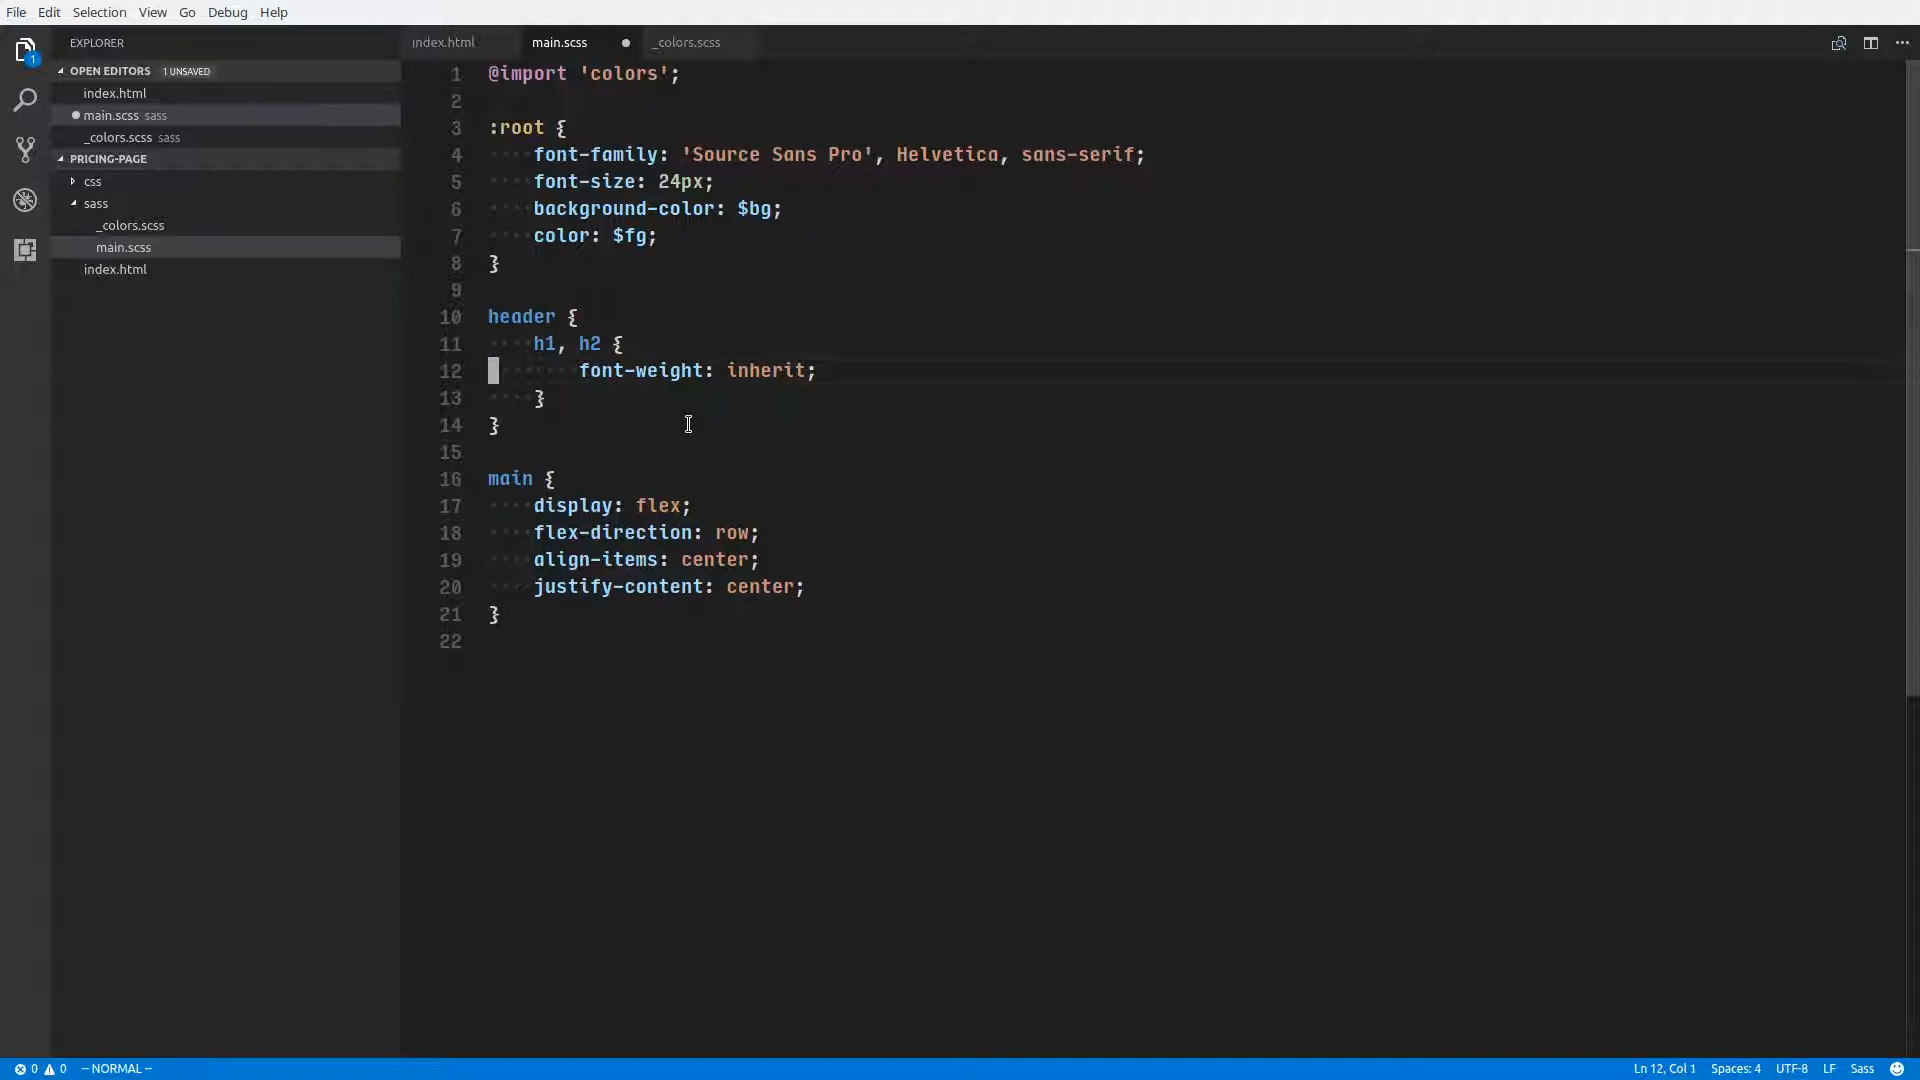 File Edit Selection View Go Debug Help
EXPLORER
OPEN EDITORS 1 UNSAVED
index.html
main.scss sass
_colors.scss sass
PRICING-PAGE
css
sass
_colors.scss
main.scss
index.html
1
index.html main.scss _colors.scss
1 @import 'colors';
2
3 :root {
4 font-family: 'Source Sans Pro', Helvetica, sans-serif;
5 font-size: 24px;
6 background-color: $bg;
7 color: $fg;
8 }
9
10 header {
11 h1, h2 {
12 font-weight: inherit;
13 }
14 }
15
16 main {
17 display: flex;
18 flex-direction: row;
19 align-items: center;
20 justify-content: center;
21 }
22
0 0 -- NORMAL -- Ln 12, Col 1 Spaces: 4 UTF-8 LF Sass